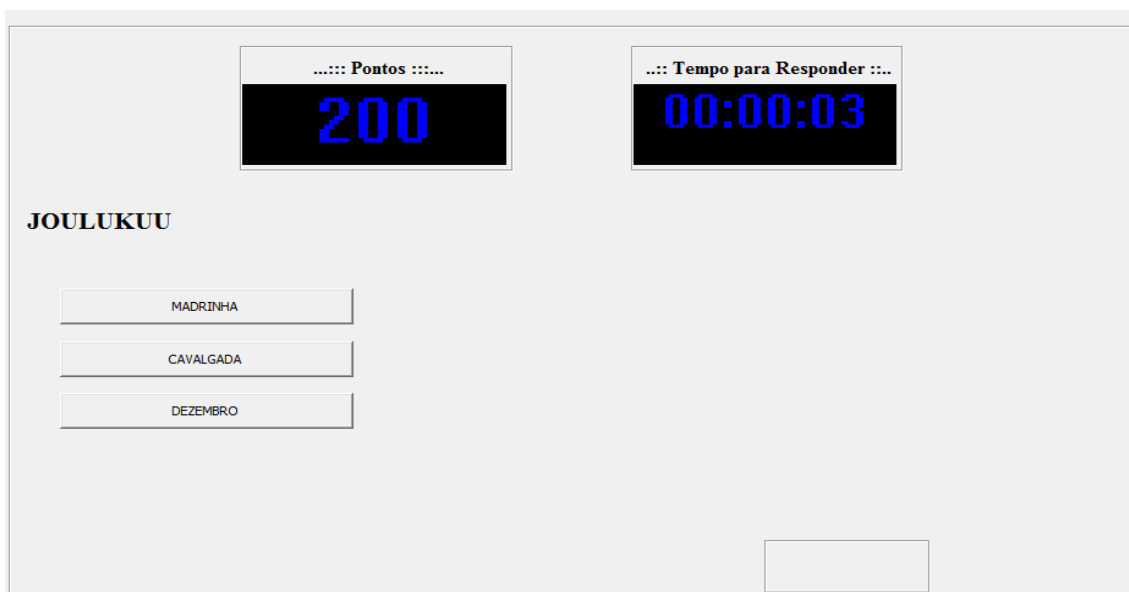 ...::: Pontos :::...
..:: Tempo para Responder ::..
200
00:00:03
JOULUKUU
MADRINHA
CAVALGADA
DEZEMBRO